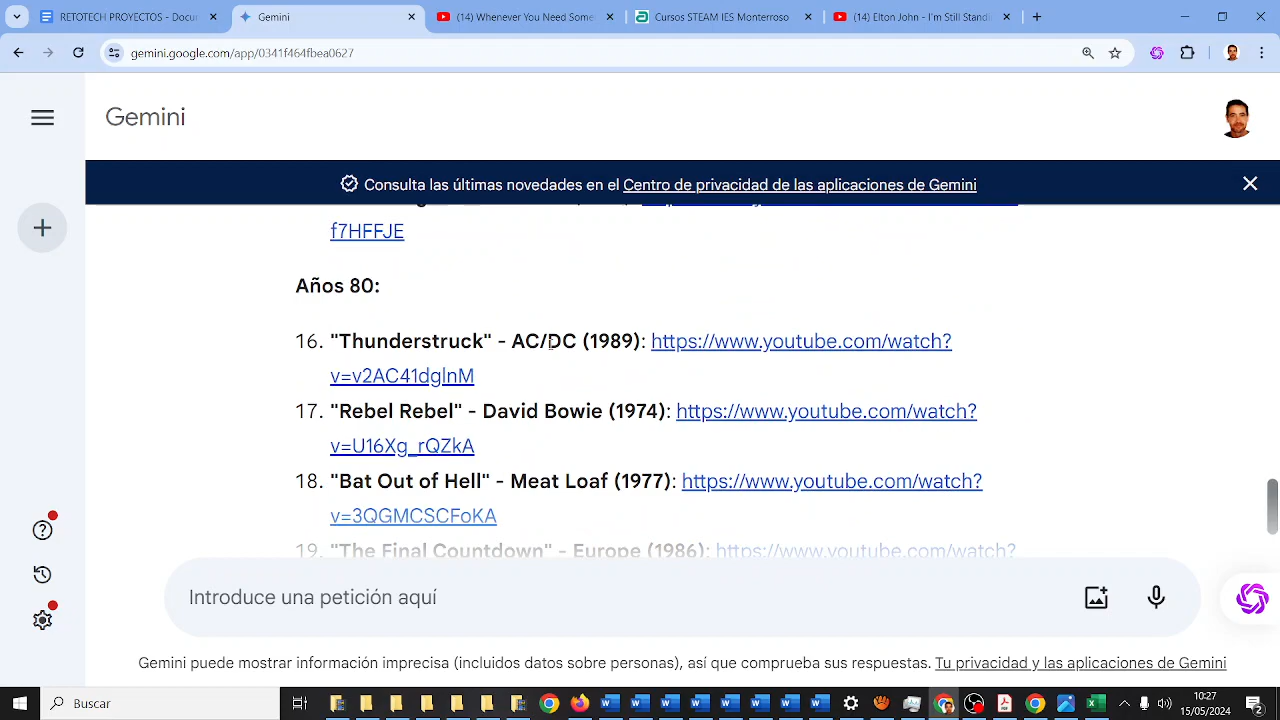 RETOTECH PROYECTOS - Docu
Gemini
(14) Whenever You Need Some
Cursos STEAM IES Monterroso
(14) Elton John - I'm Still Standi
gemini.google.com/app/0341f464fbea0627
Gemini
Consulta las últimas novedades en el Centro de privacidad de las aplicaciones de Gemini
f7HFFJE
Años 80:
16. "Thunderstruck" - AC/DC (1989): https://www.youtube.com/watch?
v=v2AC41dglnM
17. "Rebel Rebel" - David Bowie (1974): https://www.youtube.com/watch?
v=U16Xg_rQZkA
18. "Bat Out of Hell" - Meat Loaf (1977): https://www.youtube.com/watch?
v=3QGMCSCFoKA
19. "The Final Countdown" - Europe (1986): https://www.youtube.com/watch?
Introduce una petición aquí
Gemini puede mostrar información imprecisa (incluidos datos sobre personas), así que comprueba sus respuestas. Tu privacidad y las aplicaciones de Gemini
Buscar
10:27
15/05/2024
2